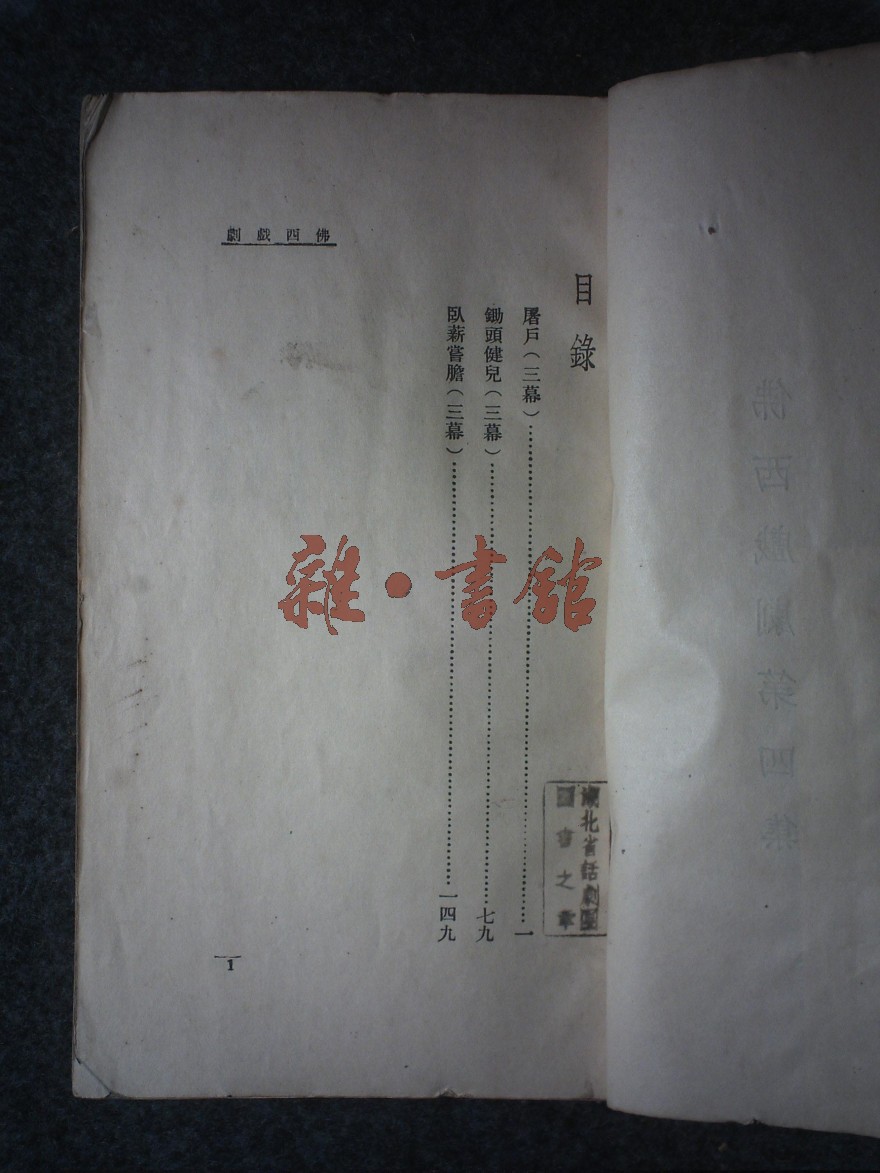 佛西戲劇
目錄
屠戶（三幕）……一
鋤頭健兒（三幕）……七九
臥薪嘗膽（三幕）……一四九
1
湖北省話劇團
圖書之章
雜·書館
佛西戲劇第四集